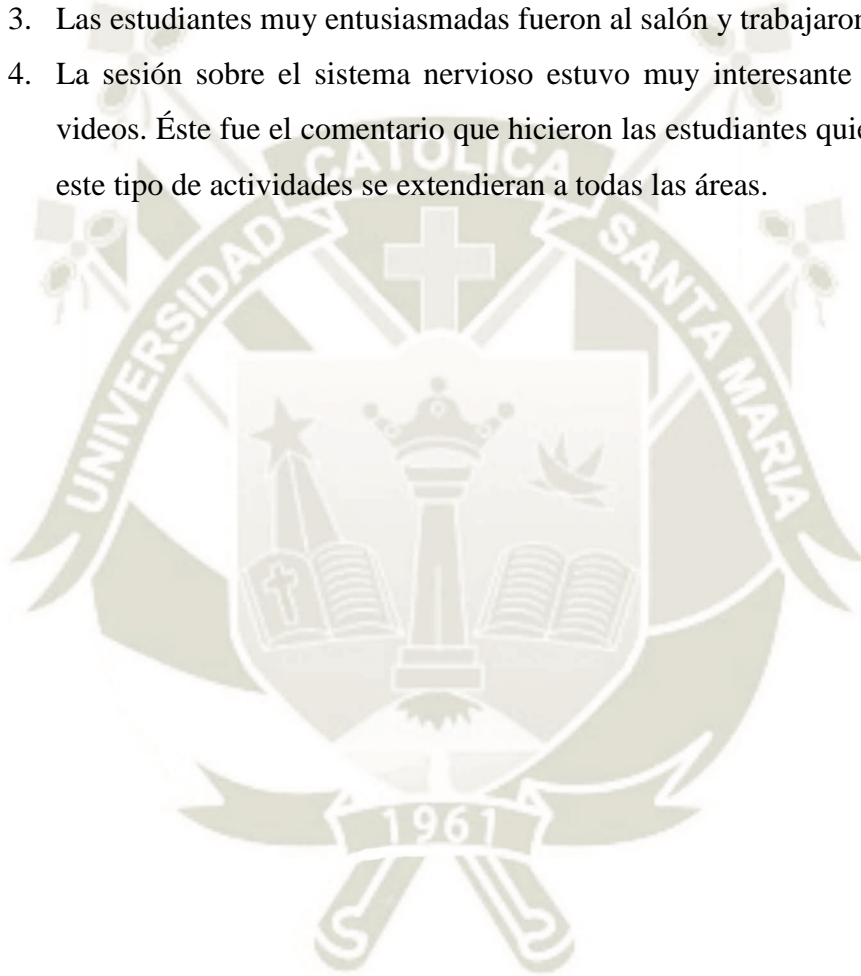 3. Las estudiantes muy entusiasmadas fueron al salón y trabajaron
4. La sesión sobre el sistema nervioso estuvo muy interesante
videos. Éste fue el comentario que hicieron las estudiantes
este tipo de actividades se extendieran a todas las áreas.
UNIVERSIDAD CATOLICA SANTA MARIA
1961